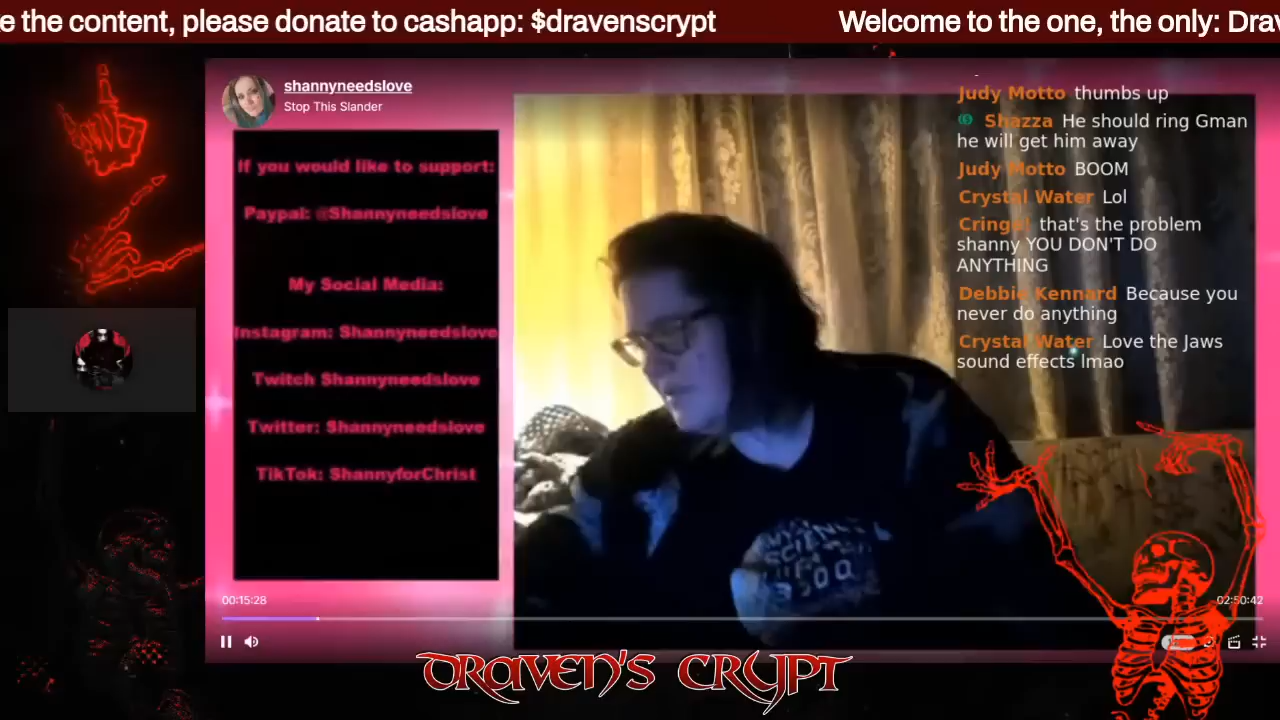 e the content, please donate to cashapp: $dravenscrypt
Welcome to the one, the only: Drav
shannyneedslove
Stop This Slander
If you would like to support:
Paypal: @Shannyneedslove
My Social Media:
Instagram: Shannyneedslove
Twitch Shannyneedslove
Twitter: Shannyneedslove
TikTok: ShannyforChrist
Judy Motto thumbs up
Shazza He should ring Gman
he will get him away
Judy Motto BOOM
Crystal Water Lol
Cringe! that's the problem
shanny YOU DON'T DO
ANYTHING
Debbie Kennard Because you
never do anything
Crystal Water Love the Jaws
sound effects lmao
SCIENCE
00:15:28
02:50:42
DRAVEN'S CRYPT